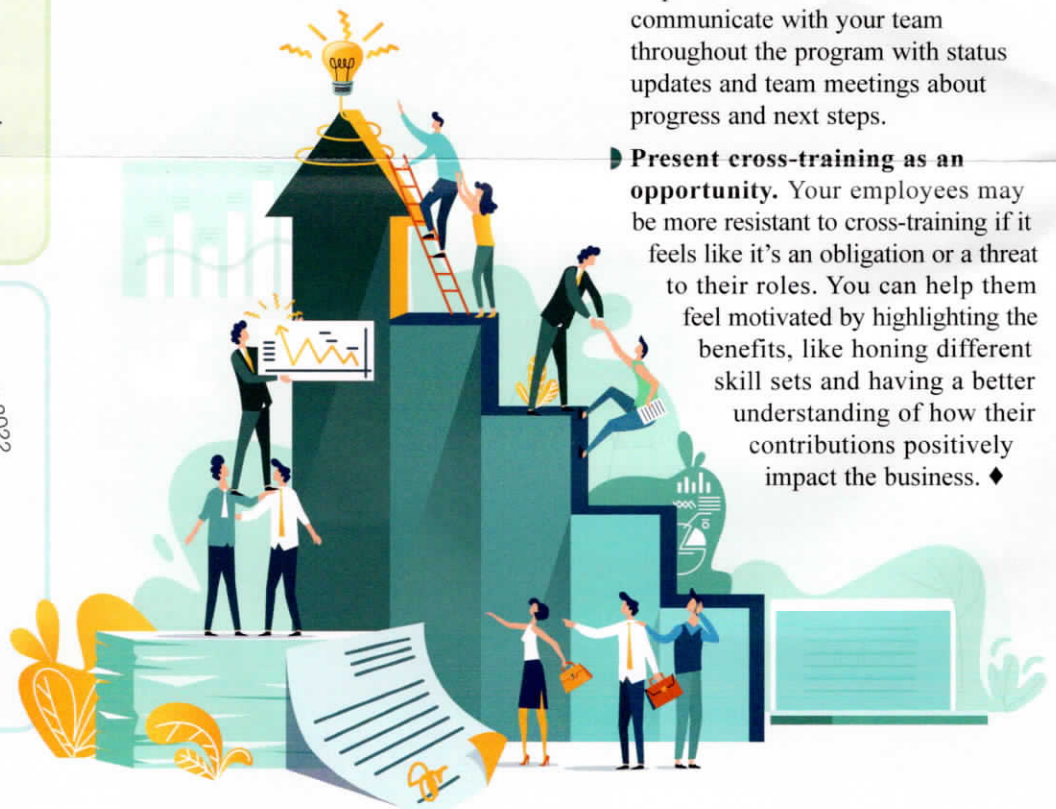 communicate with your team
throughout the program with status
updates and team meetings about
progress and next steps.
Present cross-training as an
opportunity. Your employees may
be more resistant to cross-training if it
feels like it's an obligation or a threat
to their roles. You can help them
feel motivated by highlighting the
benefits, like honing different
skill sets and having a better
understanding of how their
contributions positively
impact the business. ♦
2022